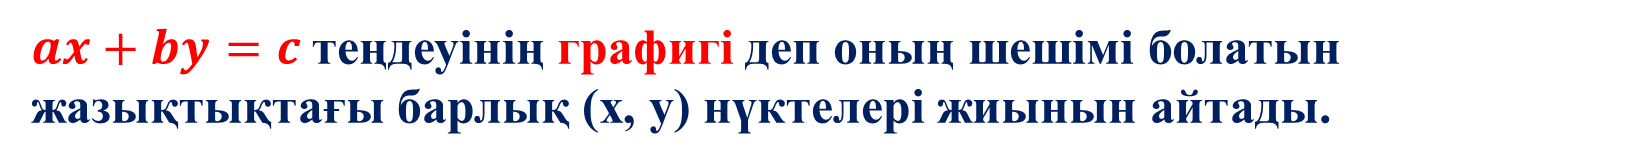 ax + by = c теңдеуінің графигі деп оның шешімі болатын
жазықтықтағы барлық (х, у) нүктелері жиынын айтады.